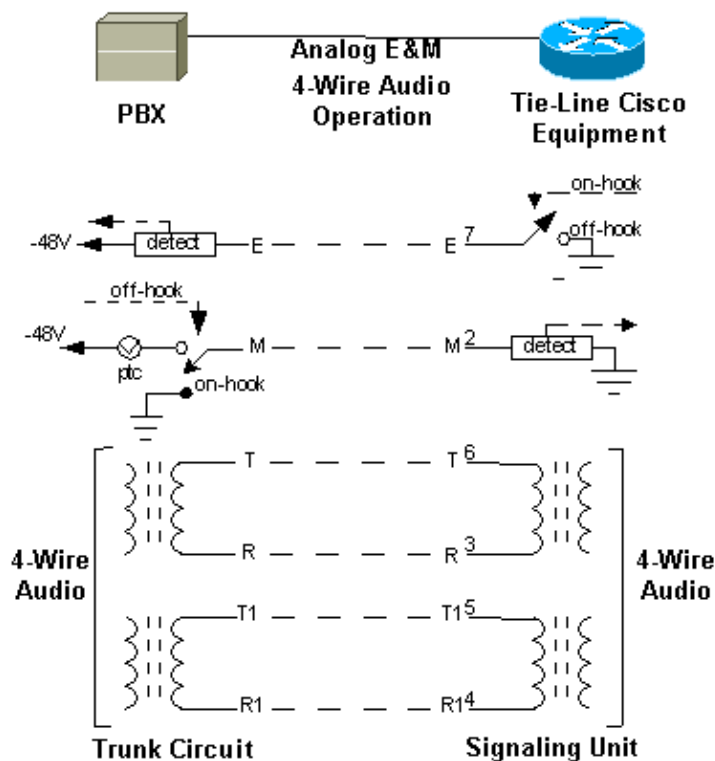 Analog E&M
4-Wire Audio
Operation
PBX
Tie-Line Cisco
Equipment
on-hook
-48V
detect
E
E 7
off-hook
off-hook
-48V
ptc
M
M 2
detect
on-hook
T
T 6
4-Wire
Audio
R
R 3
4-Wire
Audio
T1
T1 5
R1
R1 4
Trunk Circuit
Signaling Unit